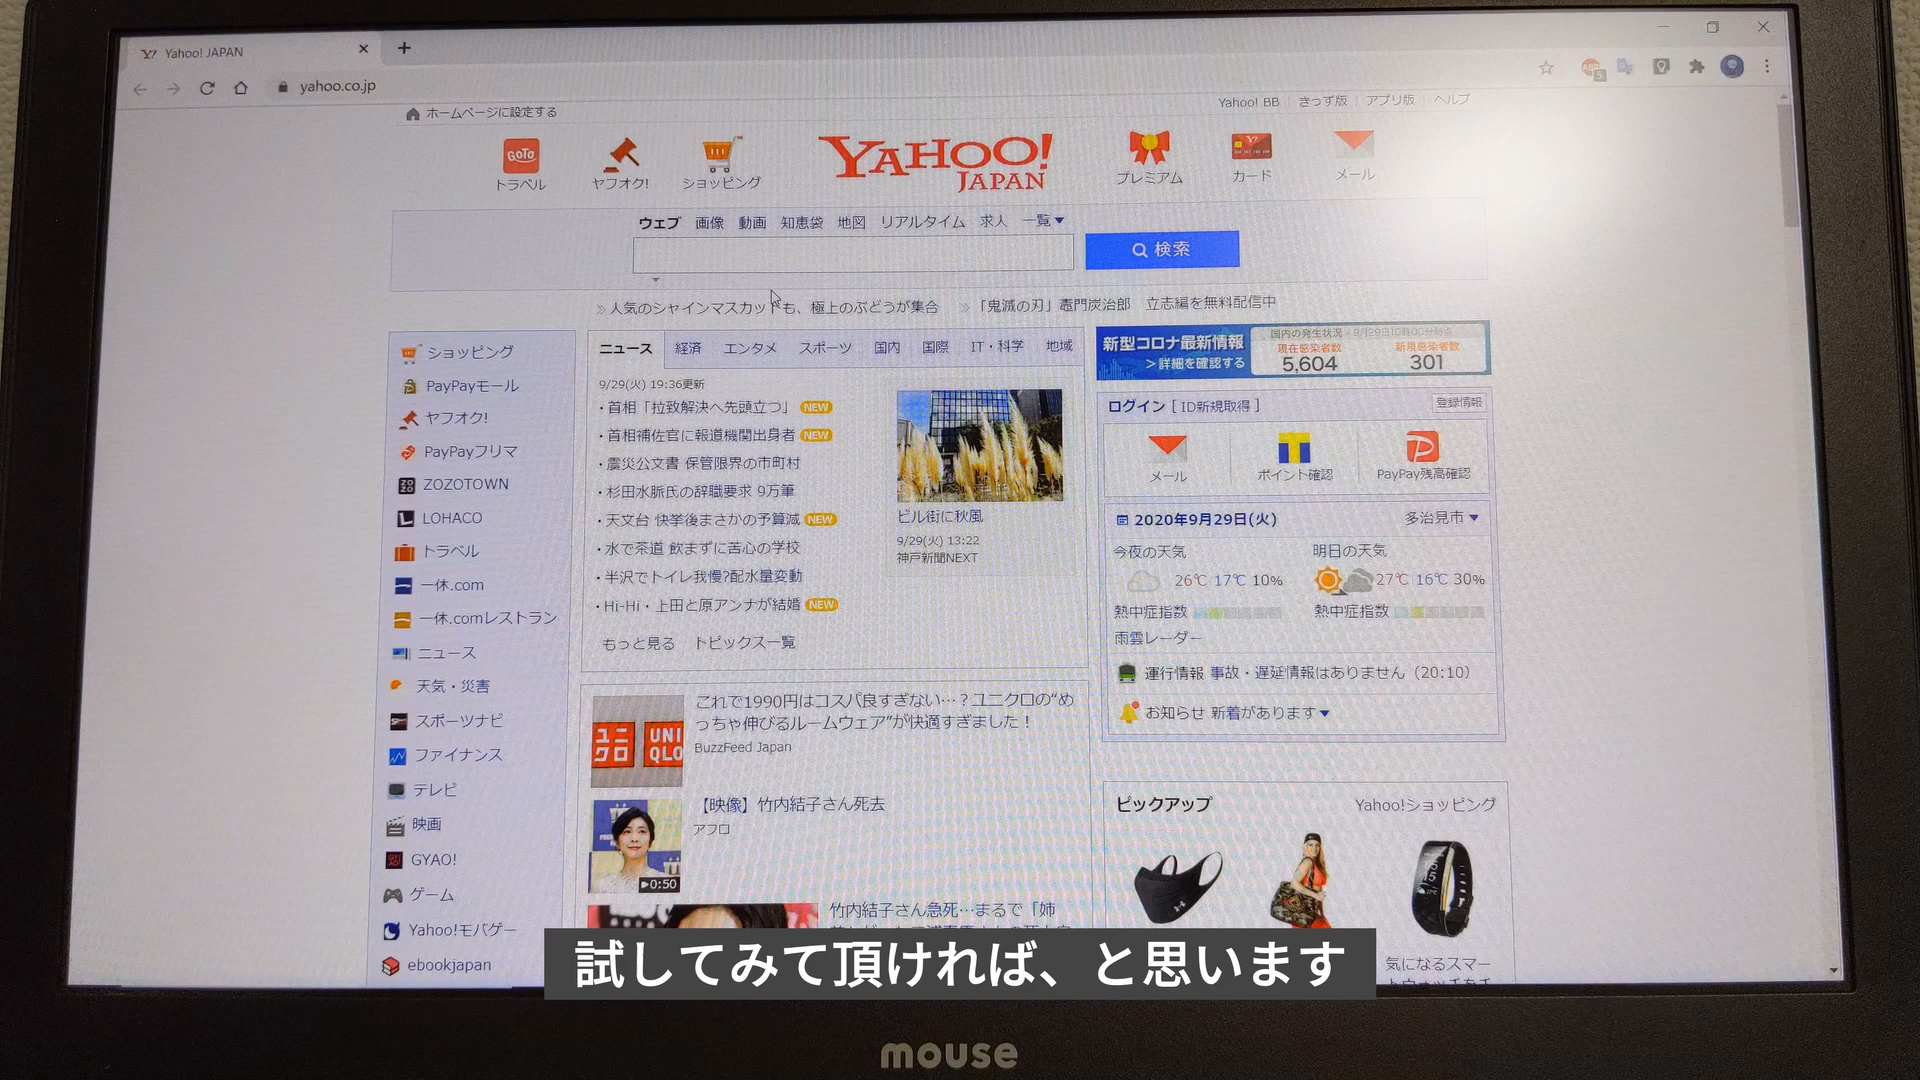 Yahoo! JAPAN
yahoo.co.jp
ホームページに設定する
Yahoo! BB
きっず版
アプリ版
ヘルプ
GoTo
トラベル
ヤフオク!
ショッピング
YAHOO!
JAPAN
プレミアム
カード
メール
ウェブ 画像 動画 知恵袋 地図 リアルタイム 求人 一覧▼
検索
人気のシャインマスカットも、極上のぶどうが集合
「鬼滅の刃」竈門炭治郎 立志編を無料配信中
ショッピング
PayPayモール
ヤフオク!
PayPayフリマ
ZOZOTOWN
LOHACO
トラベル
一休.com
一休.comレストラン
ニュース
天気・災害
スポーツナビ
ファイナンス
テレビ
映画
GYAO!
ゲーム
Yahoo!モバゲー
ebookjapan
ニュース 経済 エンタメ スポーツ 国内 国際 IT・科学 地域
9/29(火) 19:36更新
・首相「拉致解決へ先頭立つ」 NEW
・首相補佐官に報道機関出身者 NEW
・震災公文書 保管限界の市町村
・杉田水脈氏の辞職要求 9万筆
・天文台 快挙後まさかの予算減 NEW
・水で茶道 飲まずに苦心の学校
・半沢でトイレ我慢?配水量変動
・Hi-Hi・上田と原アンナが結婚 NEW
もっと見る トピックス一覧
ビル街に秋風
9/29(火) 13:22
神戸新聞NEXT
ユニクロ
UNIQLO
これで1990円はコスパ良すぎない…？ユニクロの“め
っちゃ伸びるルームウェア”が快適すぎました！
BuzzFeed Japan
【映像】竹内結子さん死去
アフロ
0:50
竹内結子さん急死…まるで「姉
新型コロナ最新情報
＞詳細を確認する
国内の発生状況
現在感染者数
5,604
新規感染者数
301
ログイン [ ID新規取得 ]
登録情報
メール
ポイント確認
PayPay残高確認
2020年9月29日(火)
多治見市▼
今夜の天気
26℃ 17℃ 10%
熱中症指数
明日の天気
27℃ 16℃ 30%
熱中症指数
雨雲レーダー
運行情報 事故・遅延情報はありません（20:10）
お知らせ 新着があります▼
ピックアップ
Yahoo!ショッピング
気になるスマー
試してみて頂ければ、と思います
mouse